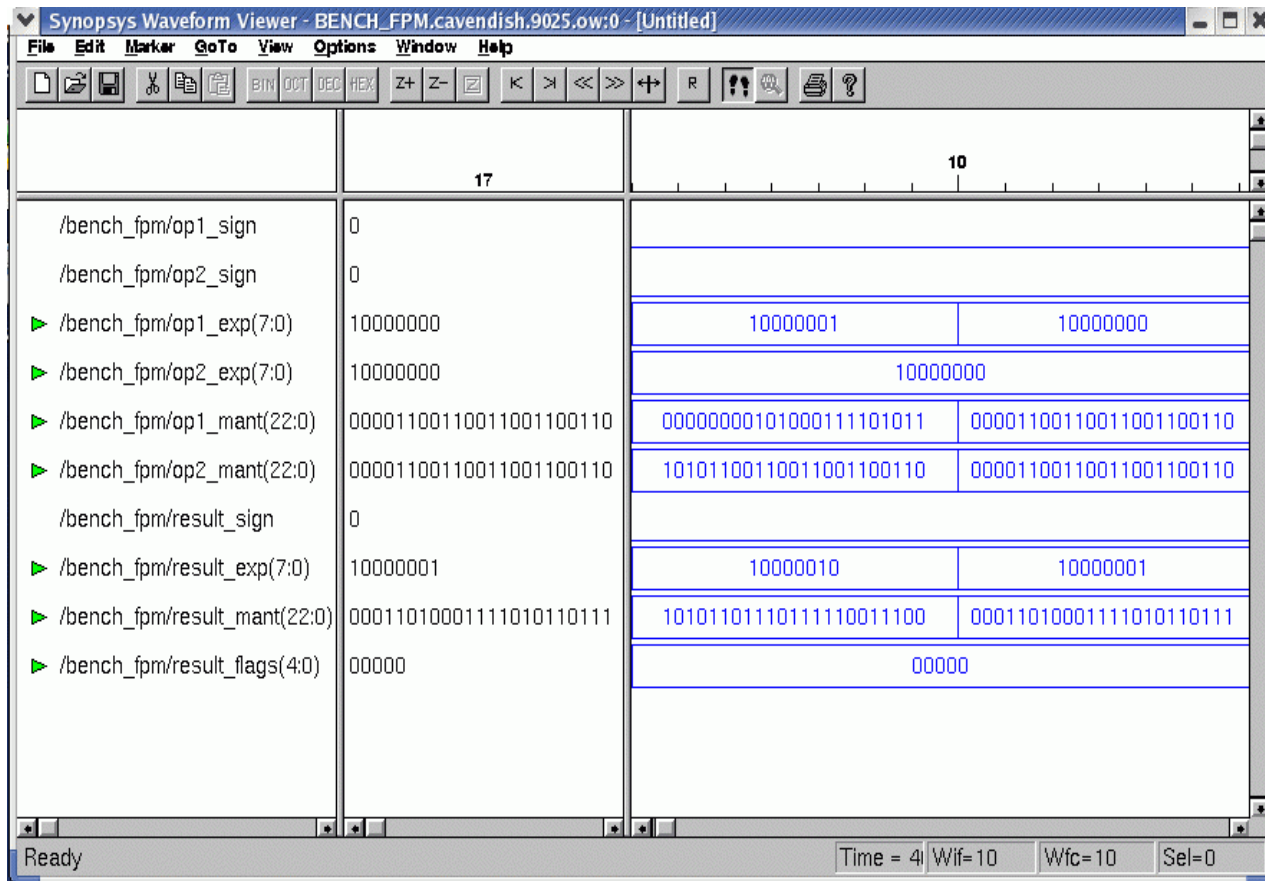 Synopsys Waveform Viewer - BENCH_FPM.cavendish.9025.ow:0 - [Untitled]
File Edit Marker GoTo View Options Window Help
BIN OCT DEC HEX Z+ Z- Z R
17 10
/bench_fpm/op1_sign 0
/bench_fpm/op2_sign 0
/bench_fpm/op1_exp(7:0) 10000000 10000001 10000000
/bench_fpm/op2_exp(7:0) 10000000 10000000
/bench_fpm/op1_mant(22:0) 00001100110011001100110 00000000101000111101011 00001100110011001100110
/bench_fpm/op2_mant(22:0) 00001100110011001100110 10101100110011001100110 00001100110011001100110
/bench_fpm/result_sign 0
/bench_fpm/result_exp(7:0) 10000001 10000010 10000001
/bench_fpm/result_mant(22:0) 00011010001111010110111 10101101110111110011100 00011010001111010110111
/bench_fpm/result_flags(4:0) 00000 00000
Ready Time = 4 Wif=10 Wfc=10 Sel=0